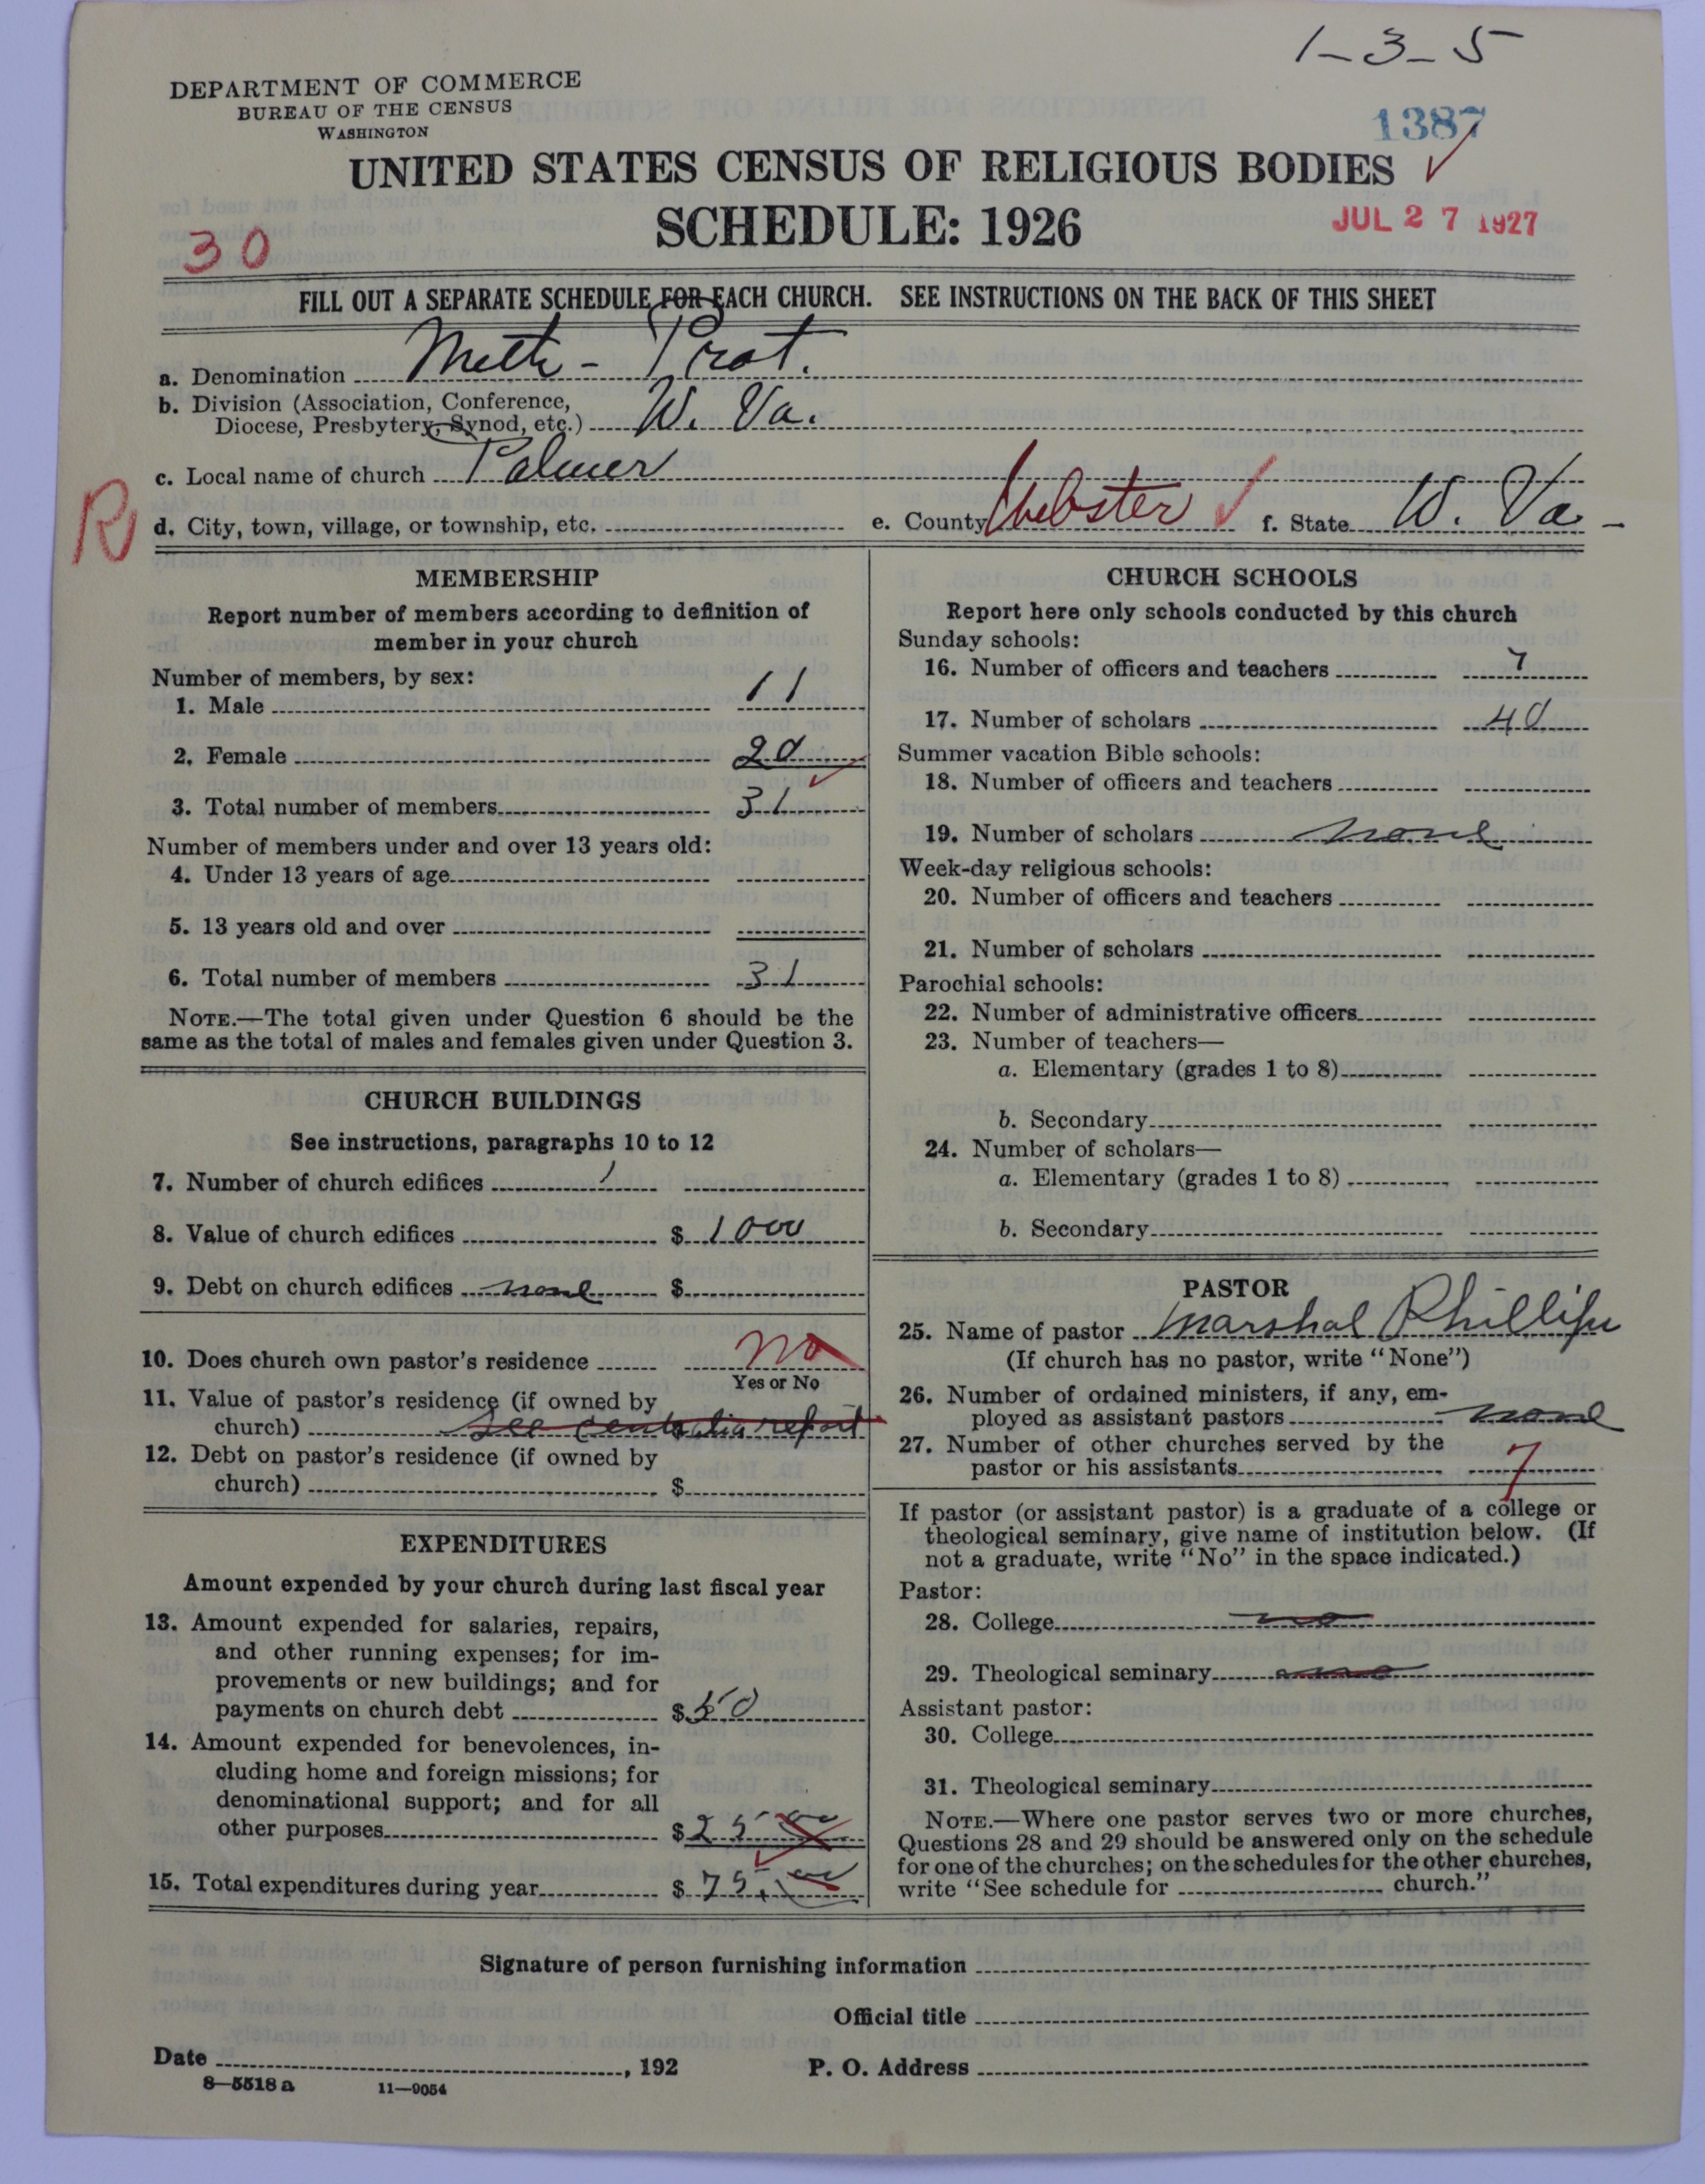 1-3-5
DEPARTMENT OF COMMERCE
BUREAU OF THE CENSUS
WASHINGTON
1387
UNITED STATES CENSUS OF RELIGIOUS BODIES
SCHEDULE: 1926
JUL 27 1927
30
FILL OUT A SEPARATE SCHEDULE FOR EACH CHURCH. SEE INSTRUCTIONS ON THE BACK OF THIS SHEET
a. Denomination Meth - Prot.
b. Division (Association, Conference,
Diocese, Presbytery, Synod, etc.) W. Va.
c. Local name of church Palmer
R d. City, town, village, or township, etc. e. County Webster f. State W. Va -
MEMBERSHIP
Report number of members according to definition of
member in your church
Number of members, by sex:
1. Male 11
2. Female 20
3. Total number of members 31
Number of members under and over 13 years old:
4. Under 13 years of age
5. 13 years old and over
6. Total number of members 31
NOTE.—The total given under Question 6 should be the
same as the total of males and females given under Question 3.
CHURCH BUILDINGS
See instructions, paragraphs 10 to 12
7. Number of church edifices 1
8. Value of church edifices $ 1000
9. Debt on church edifices none $
10. Does church own pastor's residence no
Yes or No
11. Value of pastor's residence (if owned by
church) see centralia report
12. Debt on pastor's residence (if owned by
church) $
EXPENDITURES
Amount expended by your church during last fiscal year
13. Amount expended for salaries, repairs,
and other running expenses; for im-
provements or new buildings; and for
payments on church debt $ 50
14. Amount expended for benevolences, in-
cluding home and foreign missions; for
denominational support; and for all
other purposes $ 25 00
15. Total expenditures during year $ 75.00
CHURCH SCHOOLS
Report here only schools conducted by this church
Sunday schools:
16. Number of officers and teachers 7
17. Number of scholars 40
Summer vacation Bible schools:
18. Number of officers and teachers
19. Number of scholars none
Week-day religious schools:
20. Number of officers and teachers
21. Number of scholars
Parochial schools:
22. Number of administrative officers
23. Number of teachers—
a. Elementary (grades 1 to 8)
b. Secondary
24. Number of scholars—
a. Elementary (grades 1 to 8)
b. Secondary
PASTOR
25. Name of pastor Marshal Phillips
(If church has no pastor, write "None")
26. Number of ordained ministers, if any, em-
ployed as assistant pastors none
27. Number of other churches served by the
pastor or his assistants 7
If pastor (or assistant pastor) is a graduate of a college or
theological seminary, give name of institution below. (If
not a graduate, write "No" in the space indicated.)
Pastor:
28. College no
29. Theological seminary
Assistant pastor:
30. College
31. Theological seminary
NOTE.—Where one pastor serves two or more churches,
Questions 28 and 29 should be answered only on the schedule
for one of the churches; on the schedules for the other churches,
write "See schedule for church."
Signature of person furnishing information
Official title
Date , 192 P. O. Address
8—5518 a 11—9054